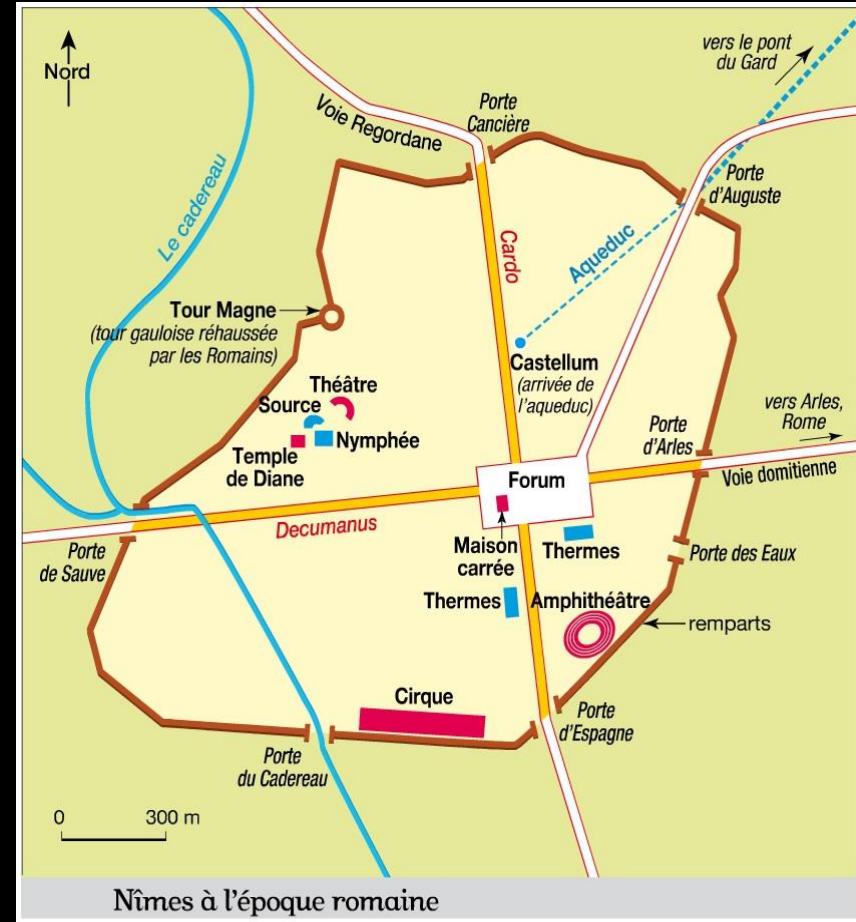 Nord
vers le pont
du Gard
Voie Regordane
Porte
Cancière
Porte
d'Auguste
Le cadereau
Cardo
Aqueduc
Tour Magne
(tour gauloise réhaussée
par les Romains)
Castellum
(arrivée de
l'aqueduc)
Théâtre
Source
Nymphée
Temple
de Diane
vers Arles,
Rome
Porte
d'Arles
Voie domitienne
Forum
Decumanus
Porte
de Sauve
Maison
carrée
Thermes
Porte des Eaux
Thermes
Amphithéâtre
remparts
Cirque
Porte
d'Espagne
Porte
du Cadereau
0 300 m
Nîmes à l'époque romaine